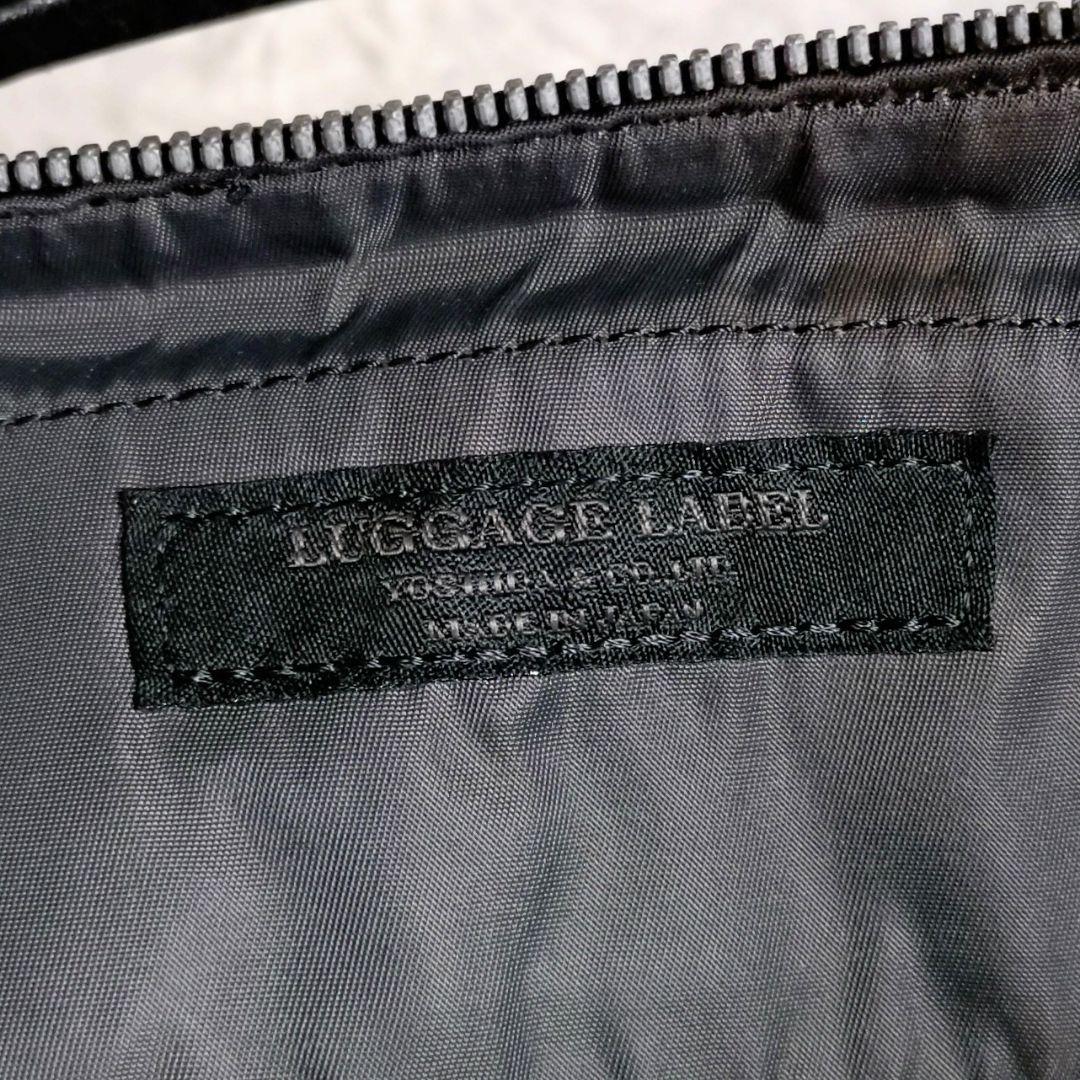 LUGGAGE LABEL
YOSHIDA & CO.,LTD.
MADE IN JAPAN